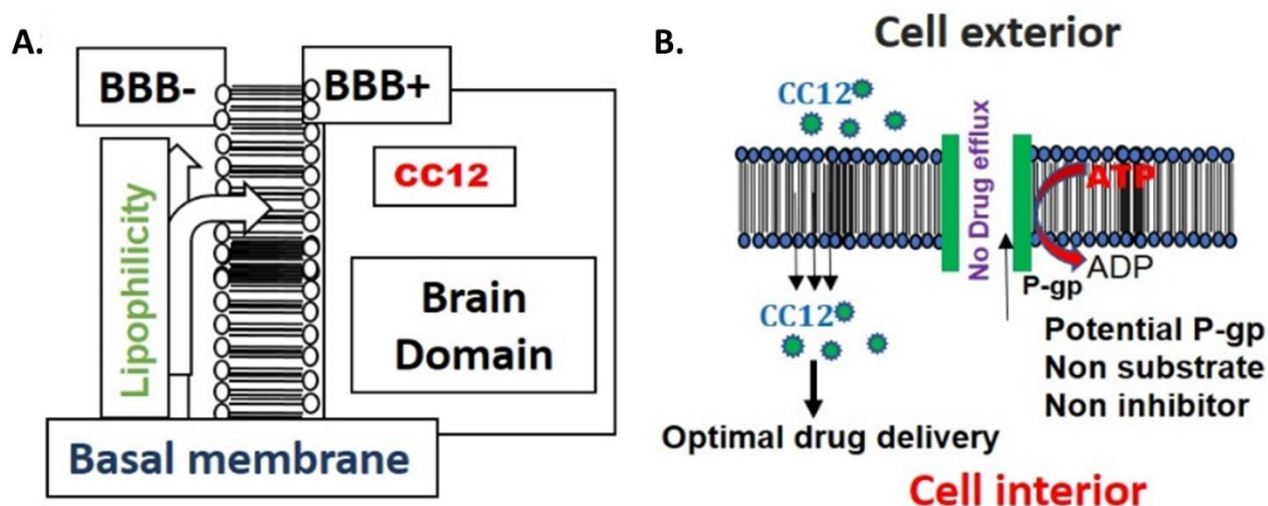 A.
BBB-
BBB+
Lipophilicity
CC12
Brain
Domain
Basal membrane
B.
Cell exterior
CC12
No Drug efflux
ATP
ADP
P-gp
CC12
Potential P-gp
Non substrate
Non inhibitor
Optimal drug delivery
Cell interior